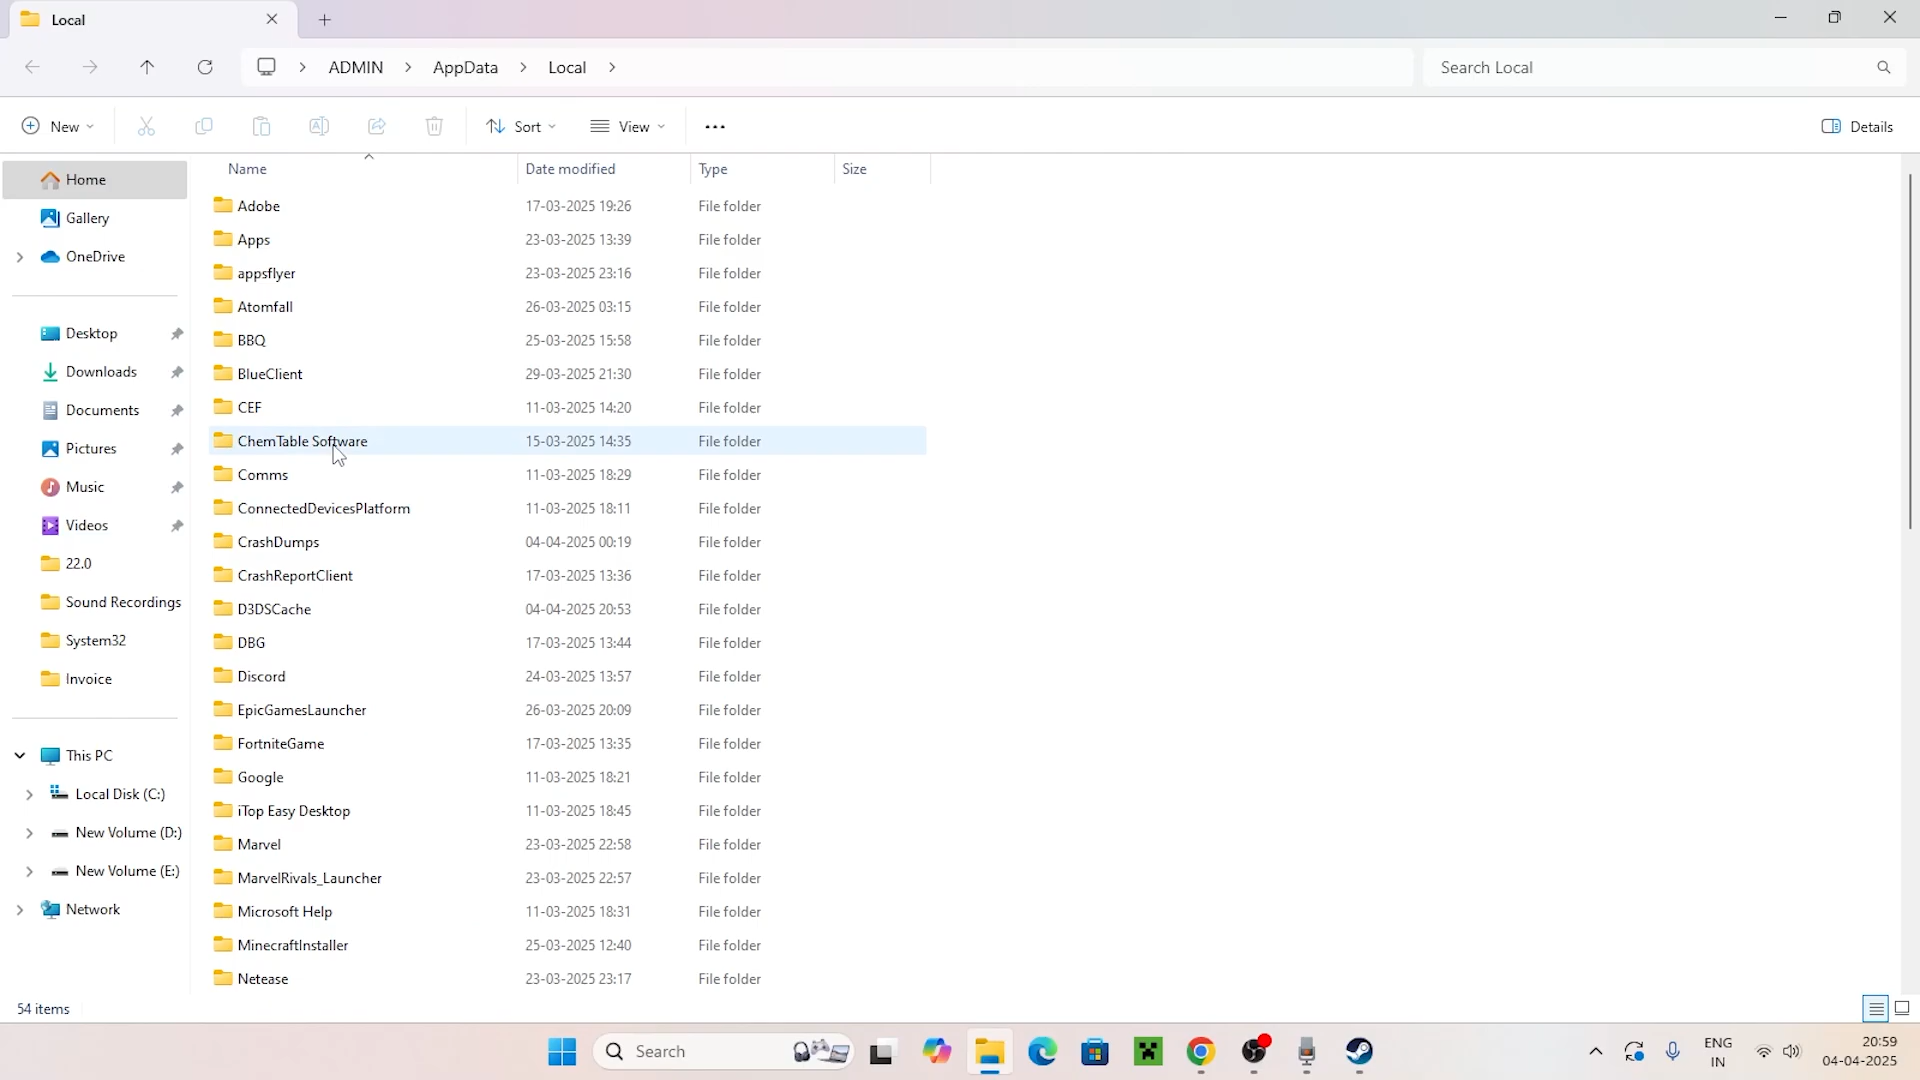 Local
ADMIN
AppData
Local
Search Local
New
Sort
View
Details
Name
Date modified
Type
Size
Home
Gallery
OneDrive
Desktop
Downloads
Documents
Pictures
Music
Videos
22.0
Sound Recordings
System32
Invoice
This PC
Local Disk (C:)
New Volume (D:)
New Volume (E:)
Network
Adobe 17-03-2025 19:26 File folder
Apps 23-03-2025 13:39 File folder
appsflyer 23-03-2025 23:16 File folder
Atomfall 26-03-2025 03:15 File folder
BBQ 25-03-2025 15:58 File folder
BlueClient 29-03-2025 21:30 File folder
CEF 11-03-2025 14:20 File folder
ChemTable Software 15-03-2025 14:35 File folder
Comms 11-03-2025 18:29 File folder
ConnectedDevicesPlatform 11-03-2025 18:11 File folder
CrashDumps 04-04-2025 00:19 File folder
CrashReportClient 17-03-2025 13:36 File folder
D3DSCache 04-04-2025 20:53 File folder
DBG 17-03-2025 13:44 File folder
Discord 24-03-2025 13:57 File folder
EpicGamesLauncher 26-03-2025 20:09 File folder
FortniteGame 17-03-2025 13:35 File folder
Google 11-03-2025 18:21 File folder
iTop Easy Desktop 11-03-2025 18:45 File folder
Marvel 23-03-2025 22:58 File folder
MarvelRivals_Launcher 23-03-2025 22:57 File folder
Microsoft Help 11-03-2025 18:31 File folder
MinecraftInstaller 25-03-2025 12:40 File folder
Netease 23-03-2025 23:17 File folder
54 items
Search
ENG
IN
20:59
04-04-2025